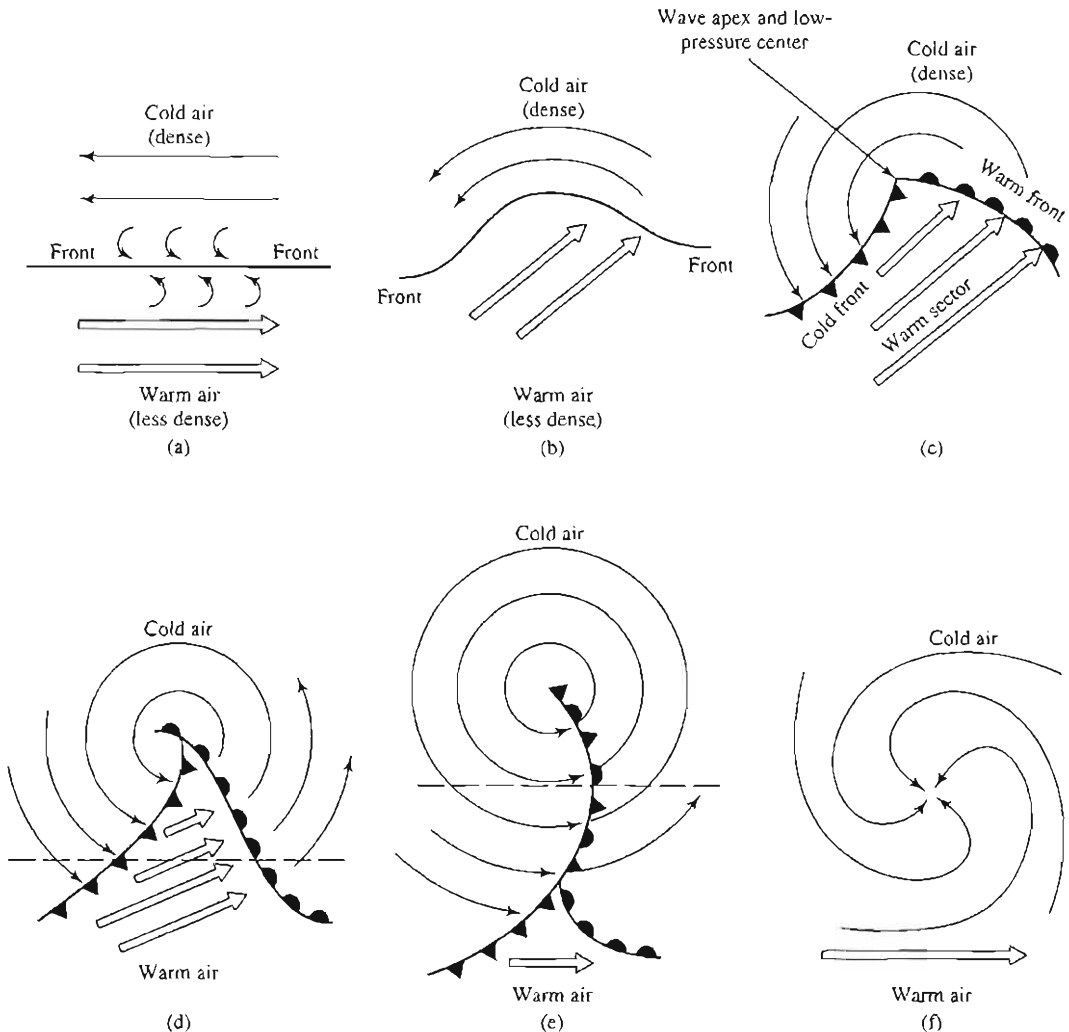 Cold air
(dense)
Front
Front
Warm air
(less dense)
(a)
Cold air
(dense)
Front
Front
Warm air
(less dense)
(b)
Wave apex and low-
pressure center
Cold air
(dense)
Warm front
Cold front
Warm sector
(c)
Cold air
Warm air
(d)
Cold air
Warm air
(e)
Cold air
Warm air
(f)